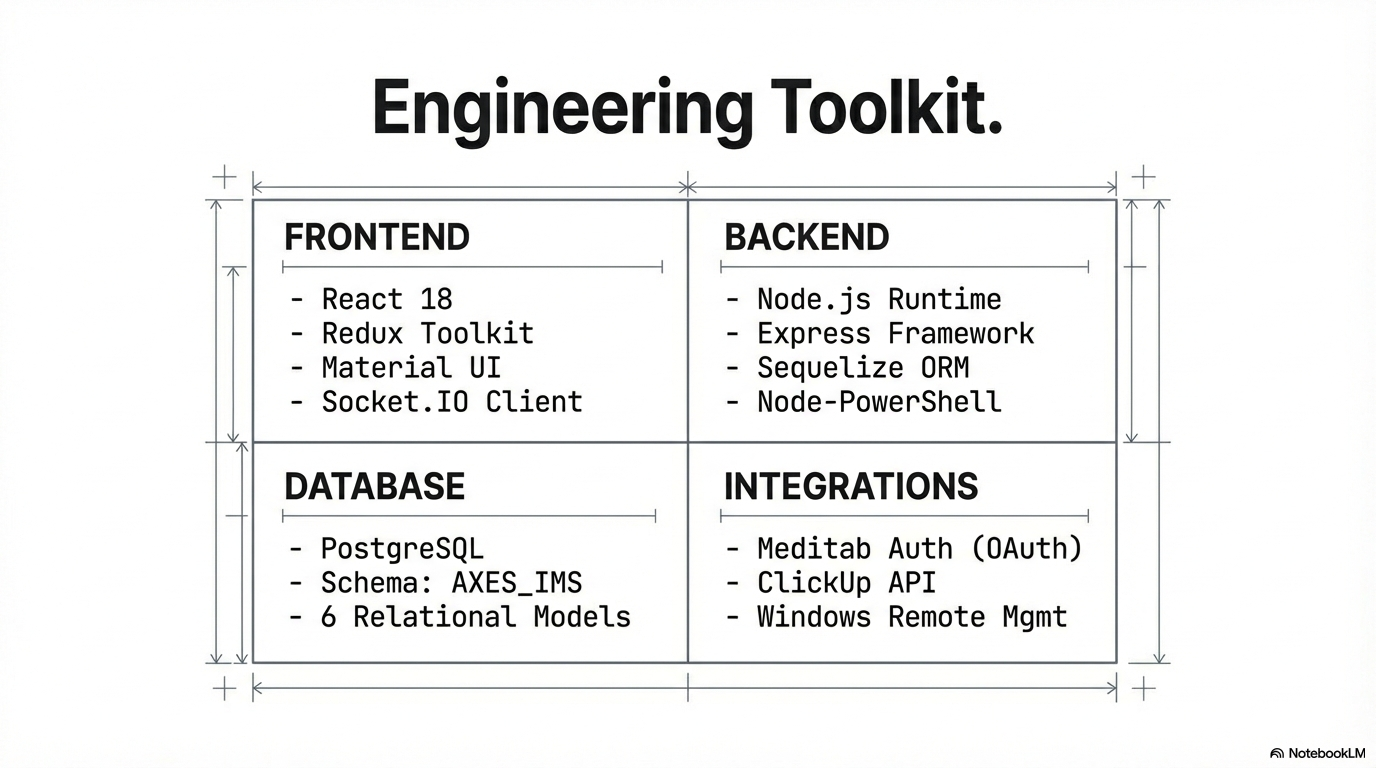 Engineering Toolkit.
FRONTEND
- React 18
- Redux Toolkit
- Material UI
- Socket.IO Client
BACKEND
- Node.js Runtime
- Express Framework
- Sequelize ORM
- Node-PowerShell
DATABASE
- PostgreSQL
- Schema: AXES_IMS
- 6 Relational Models
INTEGRATIONS
- Meditab Auth (OAuth)
- ClickUp API
- Windows Remote Mgmt
NotebookLM